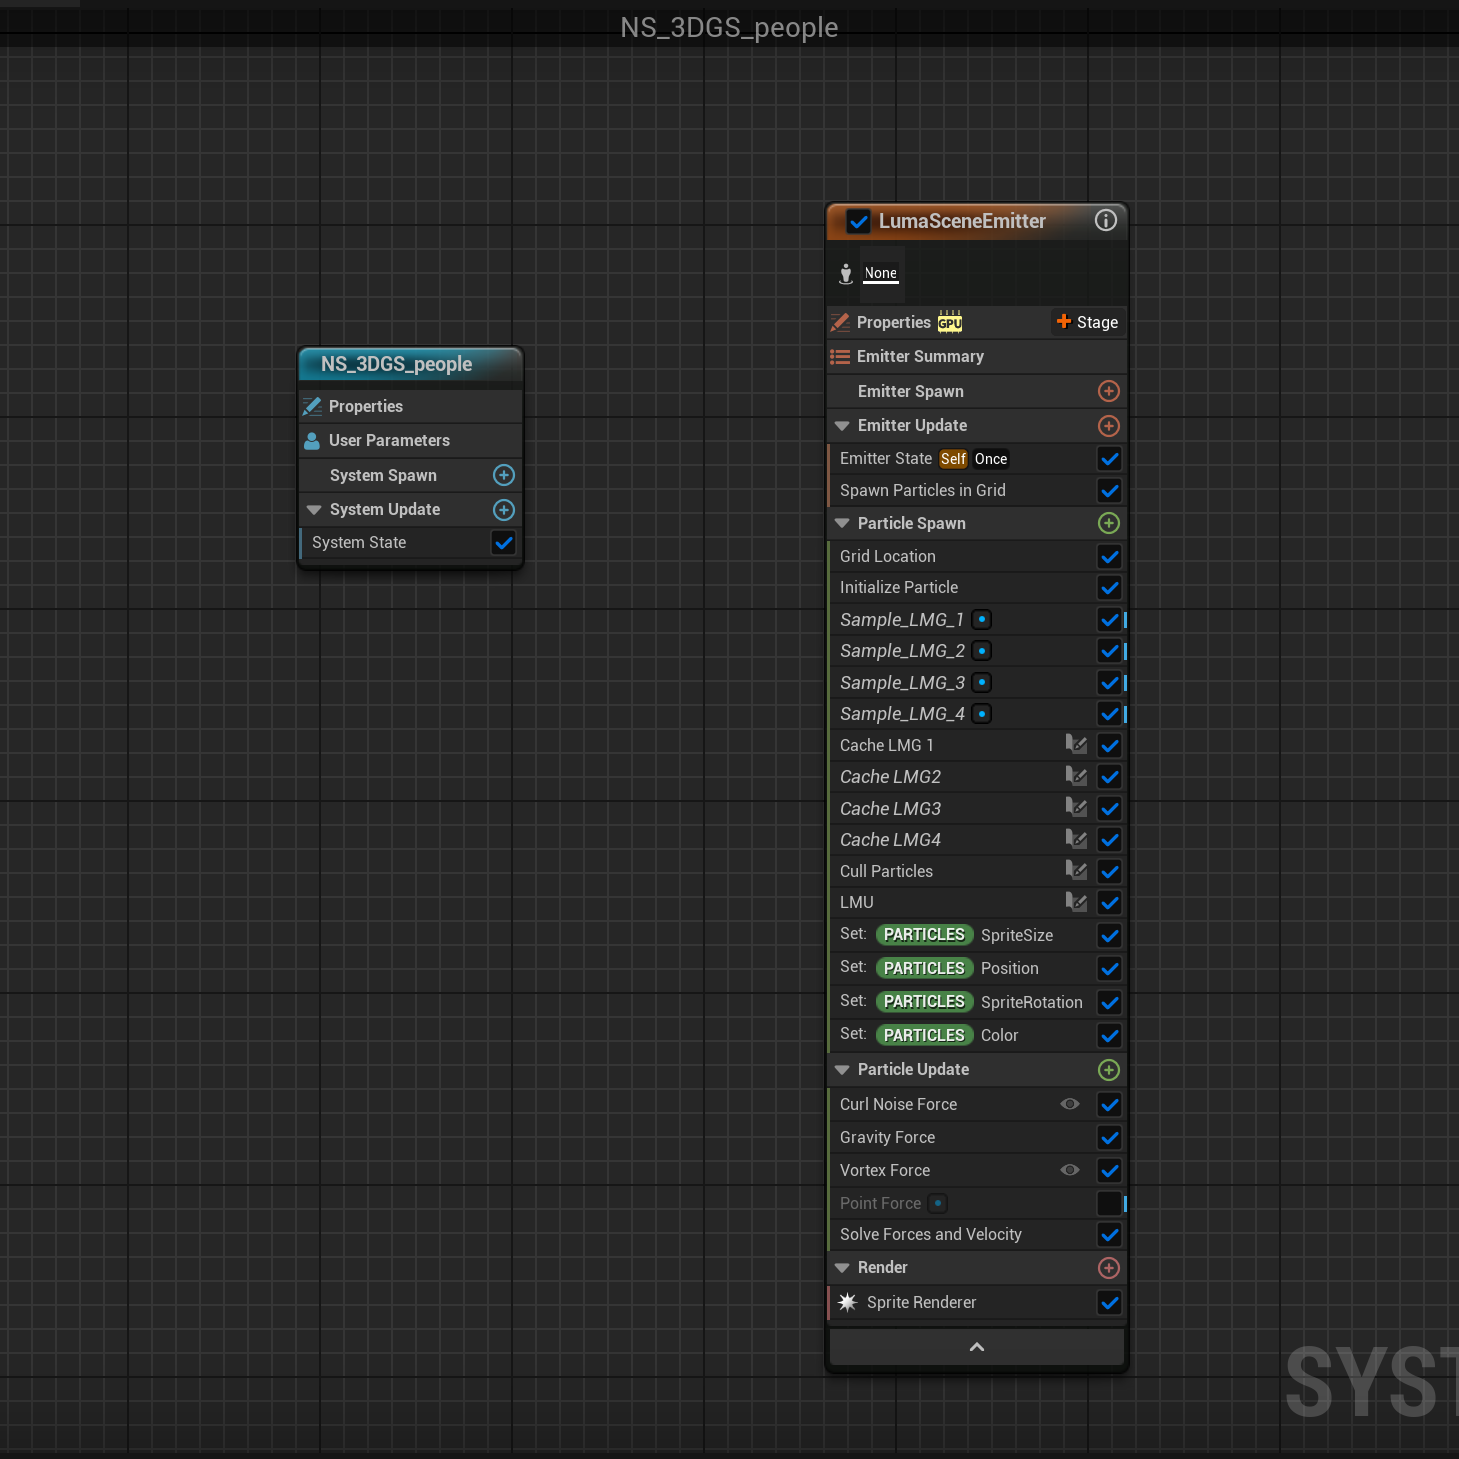 NS_3DGS_people
NS_3DGS_people
Properties
User Parameters
System Spawn
System Update
System State
LumaSceneEmitter
None
Properties GPU Stage
Emitter Summary
Emitter Spawn
Emitter Update
Emitter State Self Once
Spawn Particles in Grid
Particle Spawn
Grid Location
Initialize Particle
Sample_LMG_1
Sample_LMG_2
Sample_LMG_3
Sample_LMG_4
Cache LMG 1
Cache LMG2
Cache LMG3
Cache LMG4
Cull Particles
LMU
Set: PARTICLES SpriteSize
Set: PARTICLES Position
Set: PARTICLES SpriteRotation
Set: PARTICLES Color
Particle Update
Curl Noise Force
Gravity Force
Vortex Force
Point Force
Solve Forces and Velocity
Render
Sprite Renderer
SYST